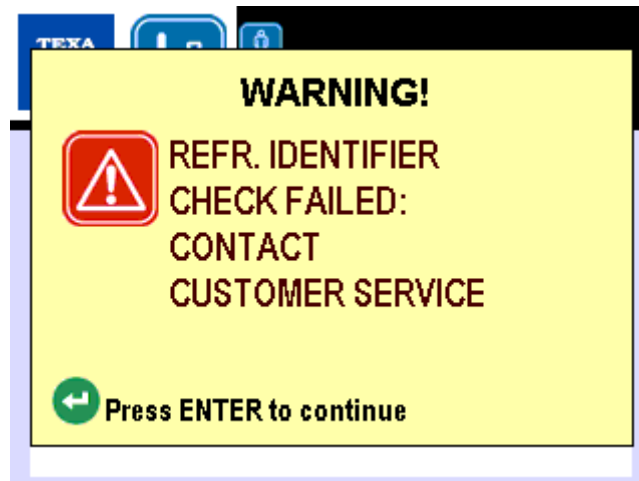 TEXA
WARNING!
REFR. IDENTIFIER
CHECK FAILED:
CONTACT
CUSTOMER SERVICE
Press ENTER to continue